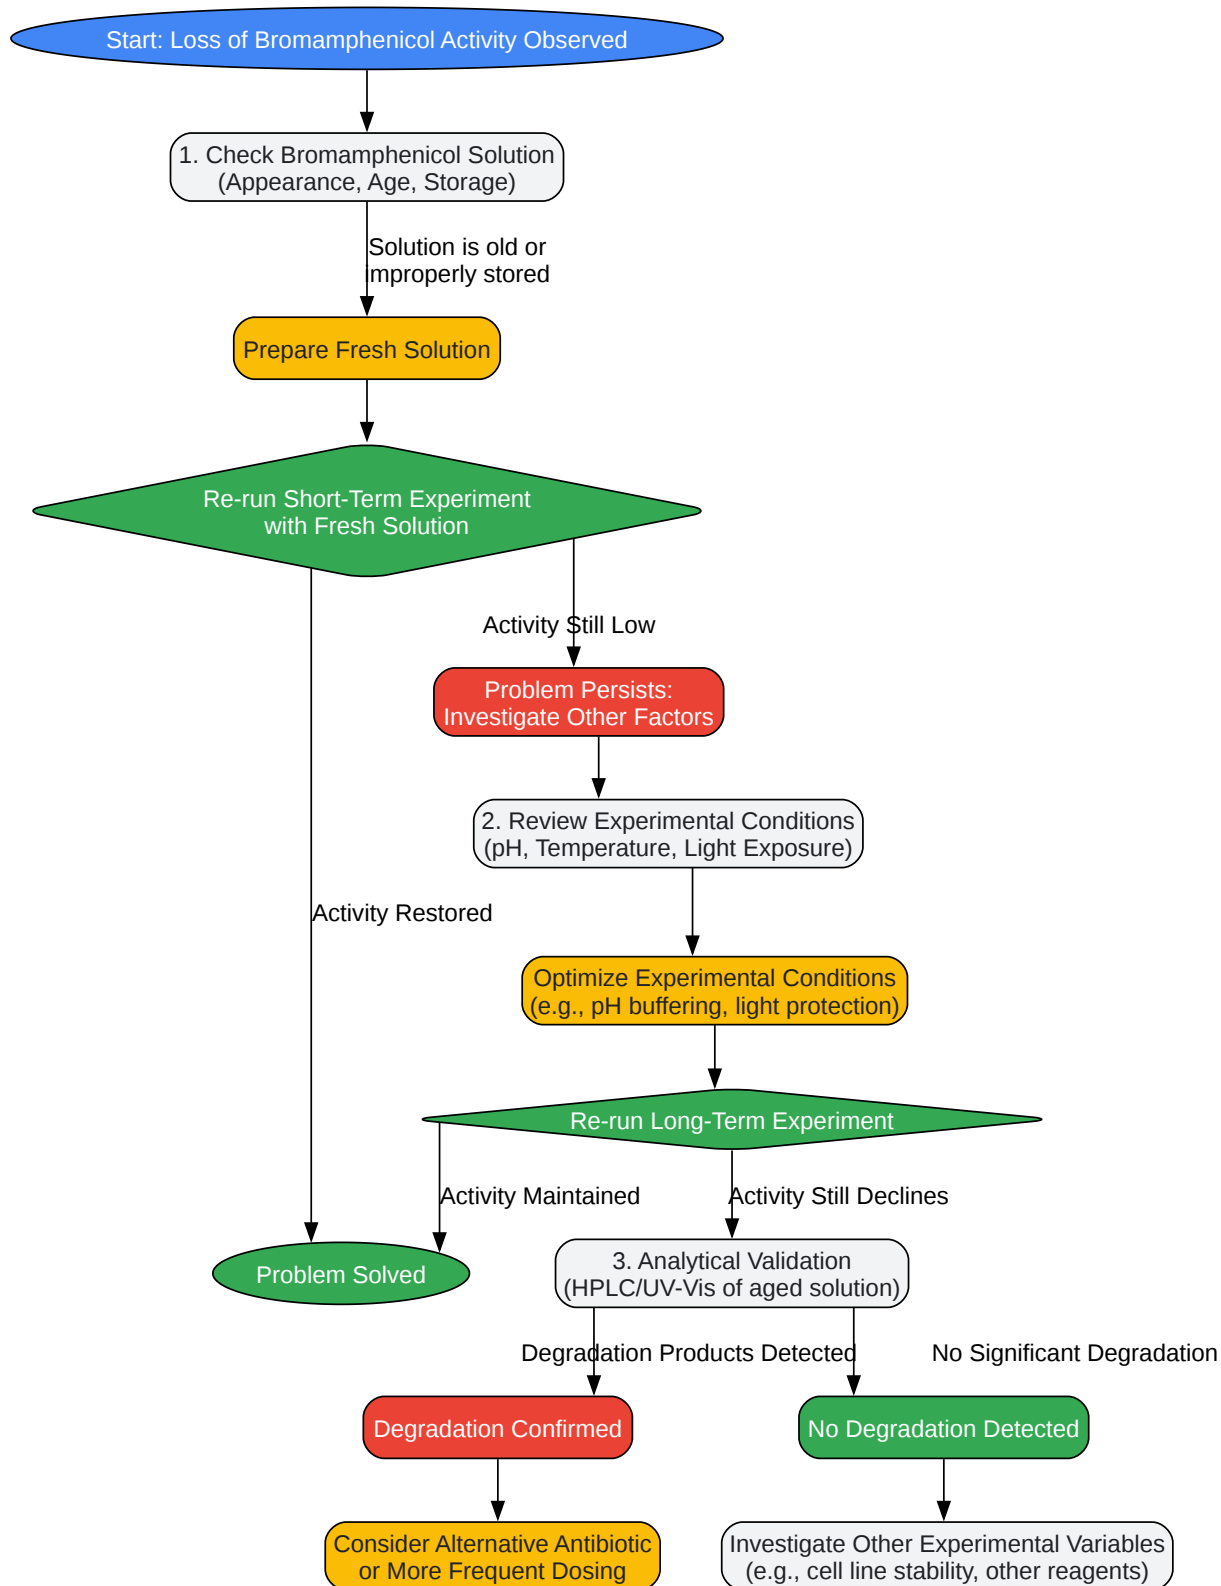 Start: Loss of Bromamphenicol Activity Observed
1. Check Bromamphenicol Solution
(Appearance, Age, Storage)
Solution is old or
improperly stored
Prepare Fresh Solution
Re-run Short-Term Experiment
with Fresh Solution
Activity Still Low
Problem Persists:
Investigate Other Factors
2. Review Experimental Conditions
(pH, Temperature, Light Exposure)
Activity Restored
Optimize Experimental Conditions
(e.g., pH buffering, light protection)
Re-run Long-Term Experiment
Activity Maintained
Activity Still Declines
Problem Solved
3. Analytical Validation
(HPLC/UV-Vis of aged solution)
Degradation Products Detected
No Significant Degradation
Degradation Confirmed
No Degradation Detected
Consider Alternative Antibiotic
or More Frequent Dosing
Investigate Other Experimental Variables
(e.g., cell line stability, other reagents)